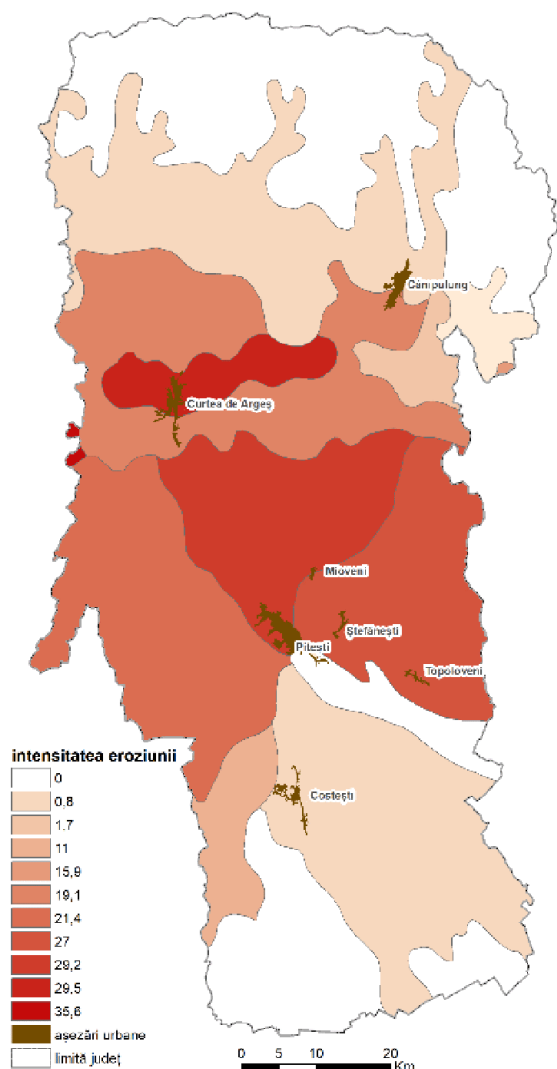 Câmpulung
Curtea de Argeș
Mioveni
Ștefănești
Pitești
Topoloveni
Costești
intensitatea eroziunii
0
0,8
1.7
11
15,9
19,1
21,4
27
29,2
29.5
35,6
așezări urbane
limită județ
0 5 10 20
Km